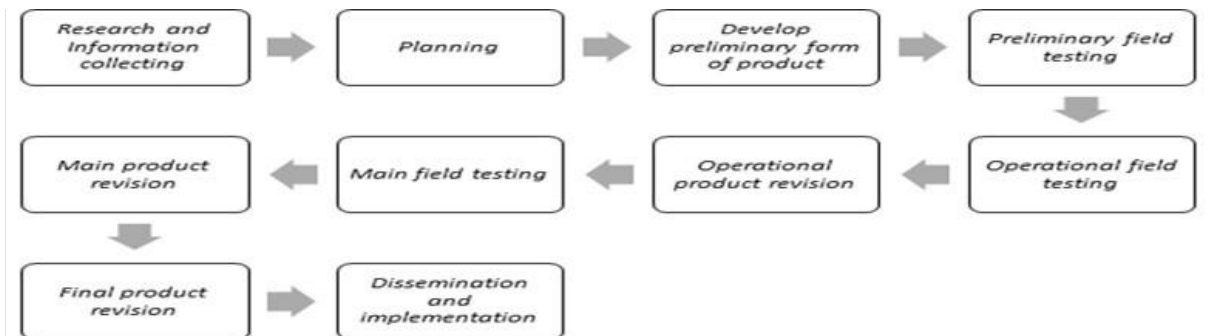 Research and
Information
collecting
Planning
Develop
preliminary form
of product
Preliminary field
testing
Operational field
testing
Operational
product revision
Main field testing
Main product
revision
Final product
revision
Dissemination
and
implementation